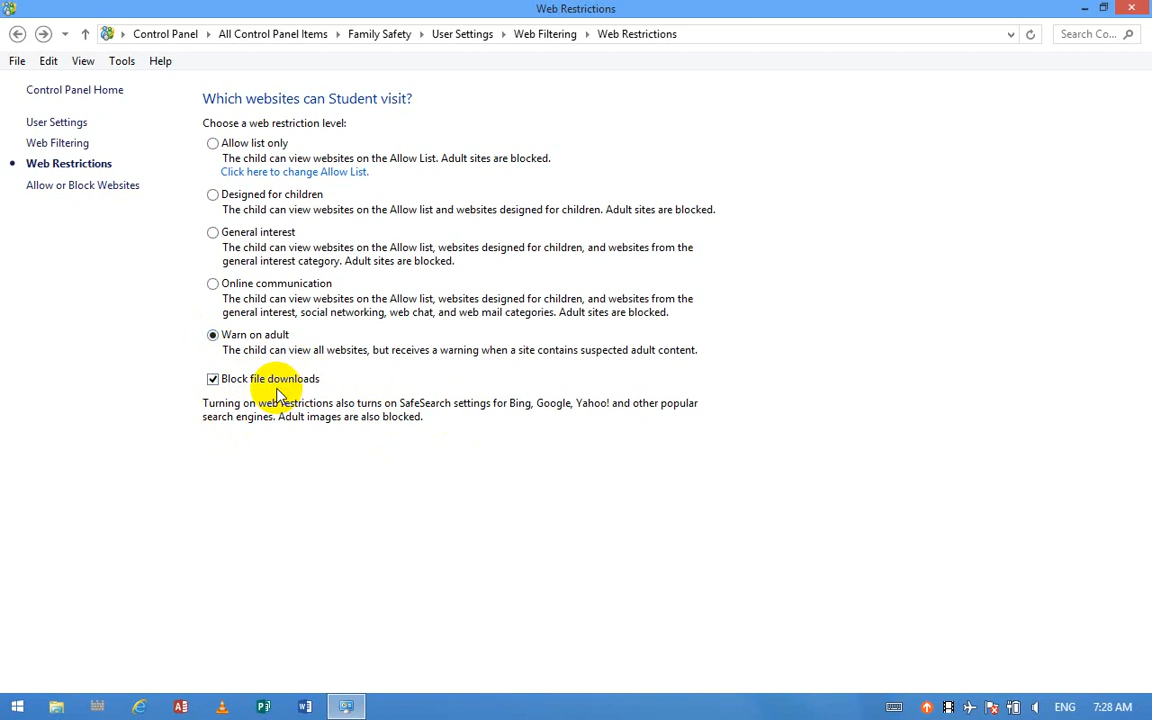 Web Restrictions
Control Panel All Control Panel Items Family Safety User Settings Web Filtering Web Restrictions Search Co...
File Edit View Tools Help
Control Panel Home
User Settings
Web Filtering
Web Restrictions
Allow or Block Websites
Which websites can Student visit?
Choose a web restriction level:
Allow list only
The child can view websites on the Allow List. Adult sites are blocked.
Click here to change Allow List.
Designed for children
The child can view websites on the Allow list and websites designed for children. Adult sites are blocked.
General interest
The child can view websites on the Allow list, websites designed for children, and websites from the
general interest category. Adult sites are blocked.
Online communication
The child can view websites on the Allow list, websites designed for children, and websites from the
general interest, social networking, web chat, and web mail categories. Adult sites are blocked.
Warn on adult
The child can view all websites, but receives a warning when a site contains suspected adult content.
Block file downloads
Turning on web restrictions also turns on SafeSearch settings for Bing, Google, Yahoo! and other popular
search engines. Adult images are also blocked.
ENG 7:28 AM